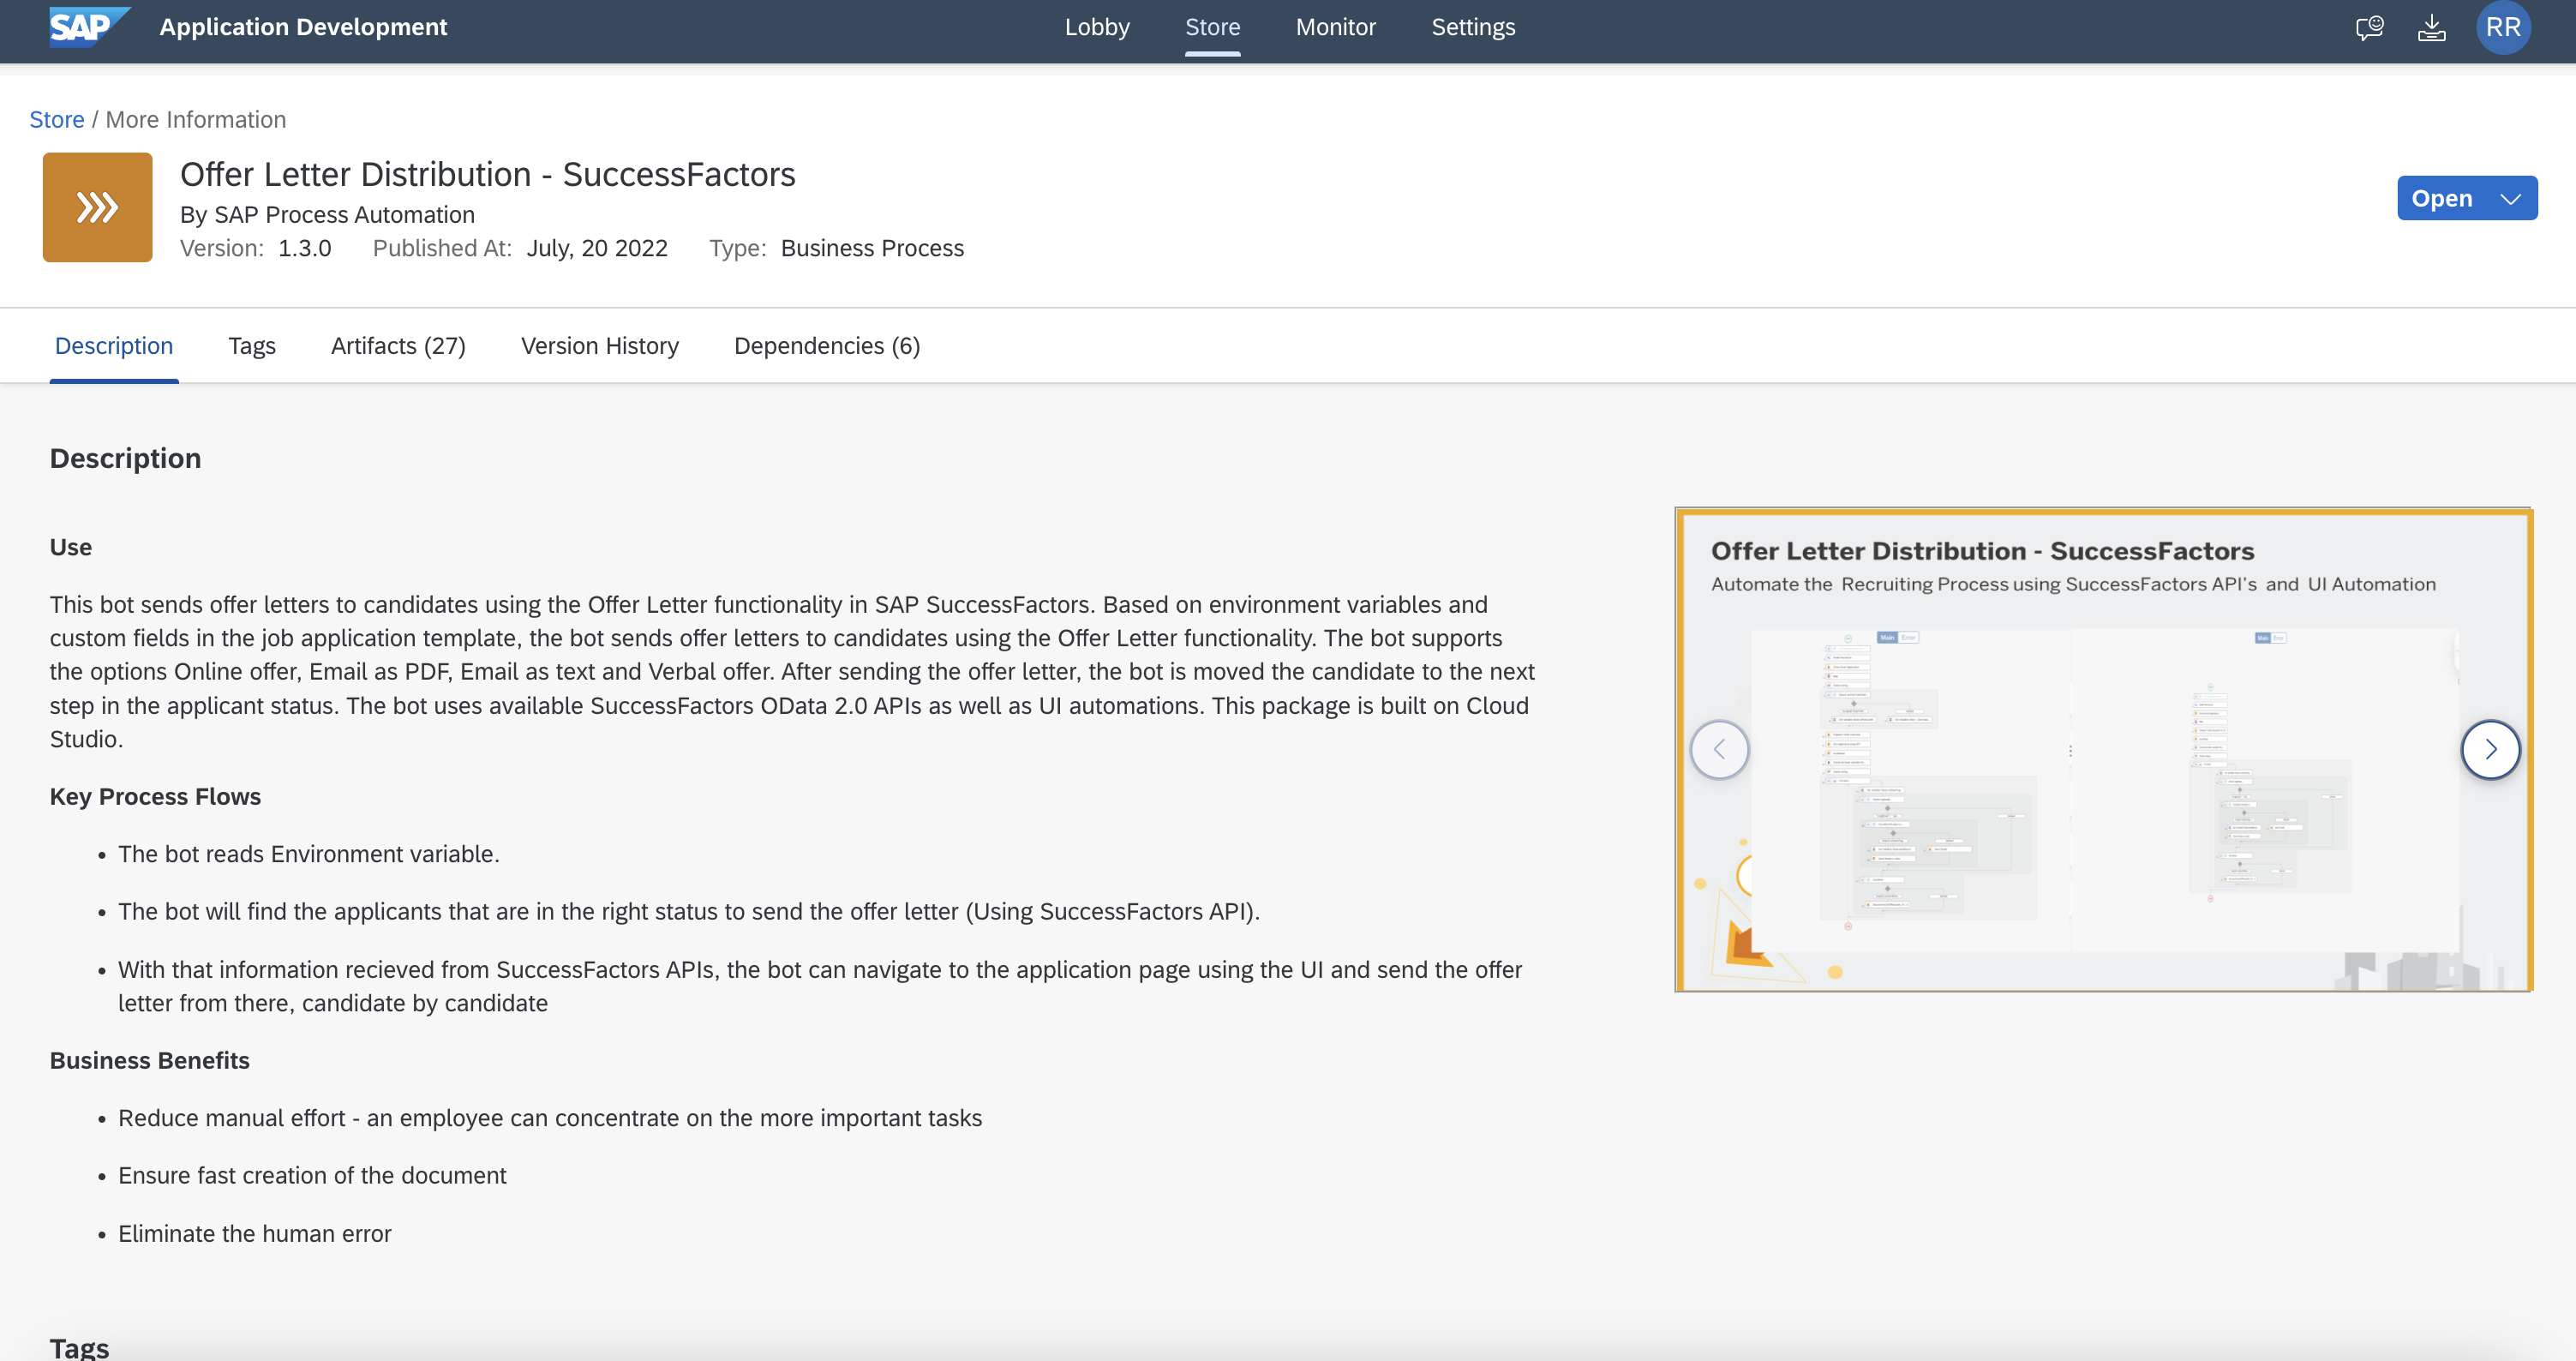 SAP Application Development Lobby Store Monitor Settings RR
Store / More Information
Offer Letter Distribution - SuccessFactors
By SAP Process Automation
Version: 1.3.0 Published At: July, 20 2022 Type: Business Process
Open
Description Tags Artifacts (27) Version History Dependencies (6)
Description
Use
This bot sends offer letters to candidates using the Offer Letter functionality in SAP SuccessFactors. Based on environment variables and
custom fields in the job application template, the bot sends offer letters to candidates using the Offer Letter functionality. The bot supports
the options Online offer, Email as PDF, Email as text and Verbal offer. After sending the offer letter, the bot is moved the candidate to the next
step in the applicant status. The bot uses available SuccessFactors OData 2.0 APIs as well as UI automations. This package is built on Cloud
Studio.
Key Process Flows
• The bot reads Environment variable.
• The bot will find the applicants that are in the right status to send the offer letter (Using SuccessFactors API).
• With that information recieved from SuccessFactors APIs, the bot can navigate to the application page using the UI and send the offer
letter from there, candidate by candidate
Business Benefits
• Reduce manual effort - an employee can concentrate on the more important tasks
• Ensure fast creation of the document
• Eliminate the human error
Tags
Offer Letter Distribution - SuccessFactors
Automate the Recruiting Process using SuccessFactors API's and UI Automation
Main Error
Main Error